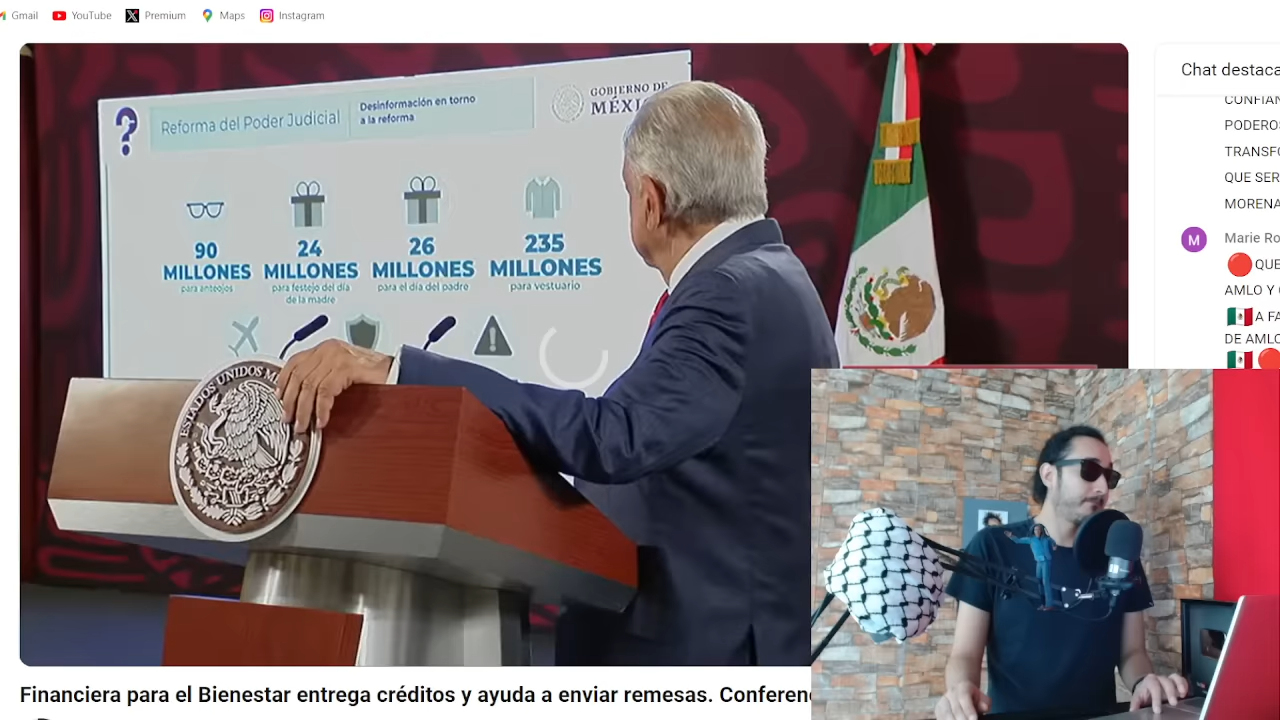 Gmail
YouTube
Premium
Maps
Instagram
Reforma del Poder Judicial
Desinformación en torno
a la reforma
GOBIERNO DE
MÉXI
90
MILLONES
para anteojos
24
MILLONES
para festejo del día
de la madre
26
MILLONES
para el día del padre
235
MILLONES
para vestuario
ESTADOS UNIDOS M
Financiera para el Bienestar entrega créditos y ayuda a enviar remesas. Conferen
Chat destaca
CONFIAN
PODERO
TRANSFO
QUE SER
MORENA
M
Marie Ro
QUE
AMLO Y
A FA
DE AMLO